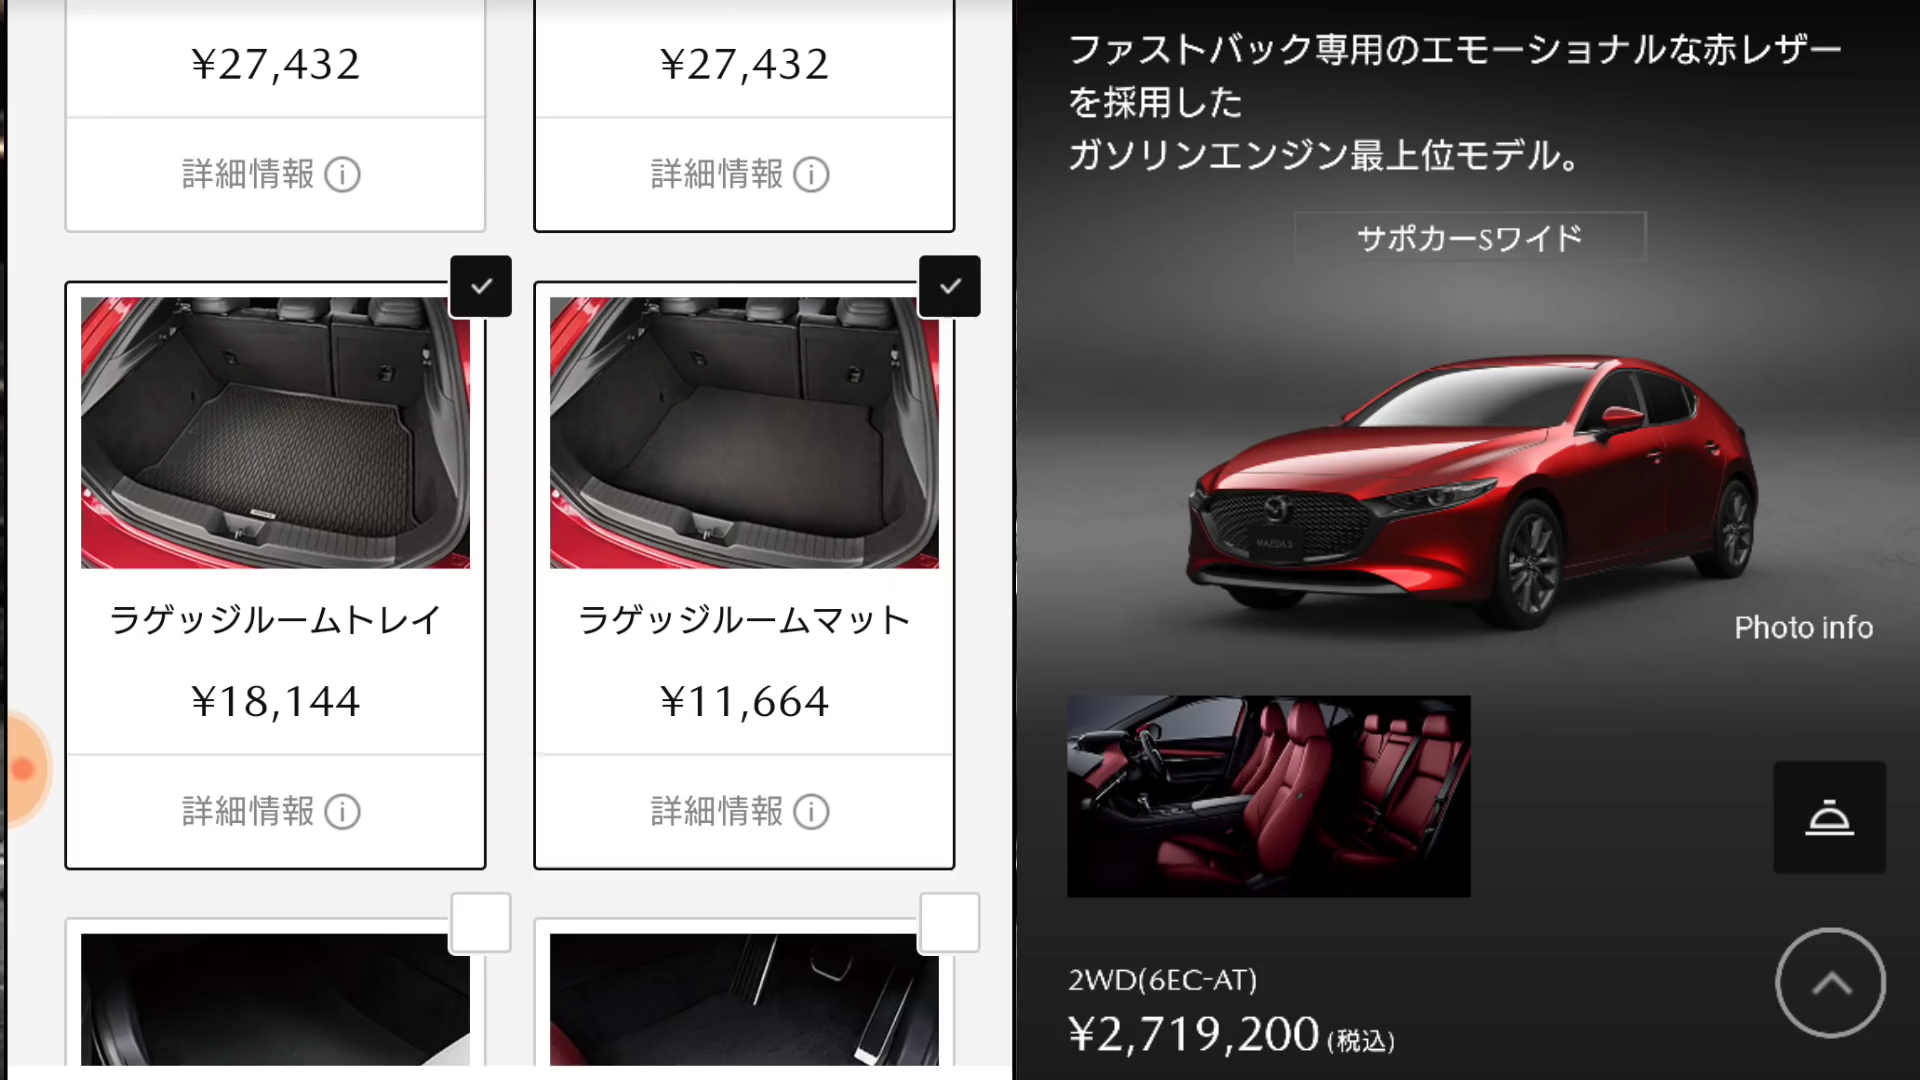 ¥27,432
¥27,432
詳細情報
詳細情報
ラゲッジルームトレイ
ラゲッジルームマット
¥18,144
¥11,664
詳細情報
詳細情報
ファストバック専用のエモーショナルな赤レザー
を採用した
ガソリンエンジン最上位モデル。
サポカーSワイド
MAZDA3
Photo info
2WD(6EC-AT)
¥2,719,200(税込)